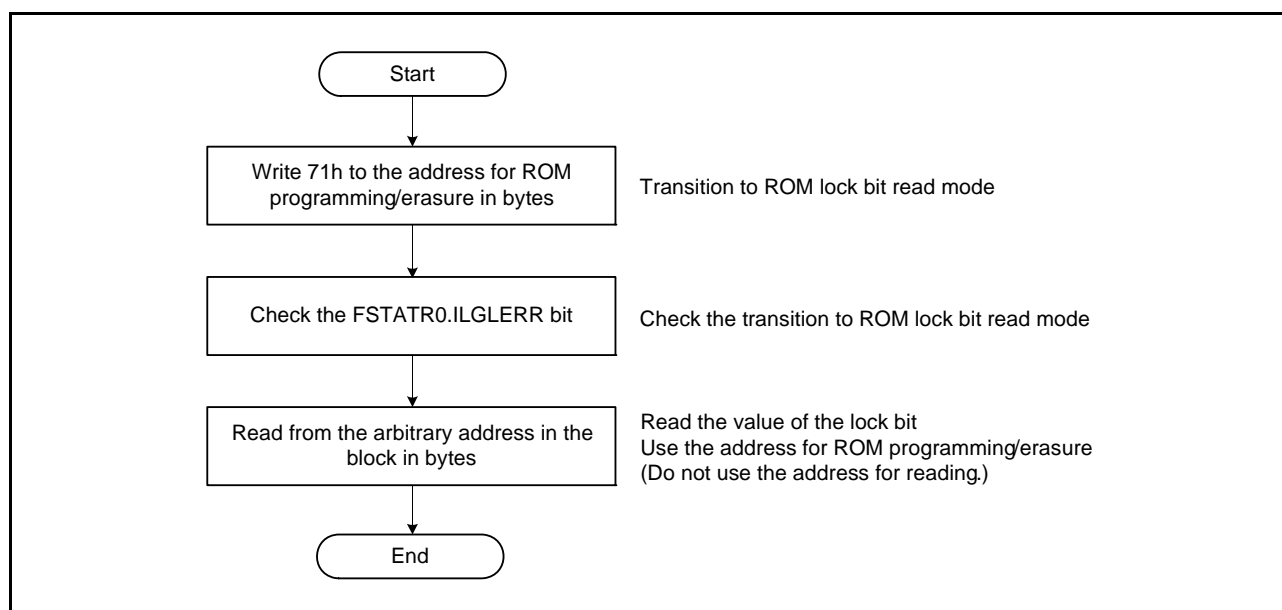 Start
Write 71h to the address for ROM
programming/erasure in bytes
Transition to ROM lock bit read mode
Check the FSTATR0.ILGLERR bit
Check the transition to ROM lock bit read mode
Read from the arbitrary address in the
block in bytes
Read the value of the lock bit
Use the address for ROM programming/erasure
(Do not use the address for reading.)
End